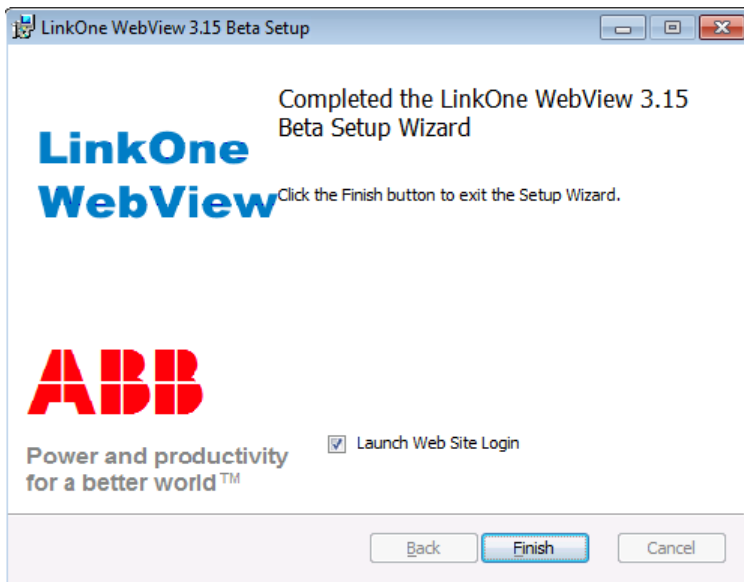 LinkOne WebView 3.15 Beta Setup
Completed the LinkOne WebView 3.15
Beta Setup Wizard
LinkOne
WebView
Click the Finish button to exit the Setup Wizard.
ABB
Power and productivity
for a better world™
Launch Web Site Login
Back Finish Cancel